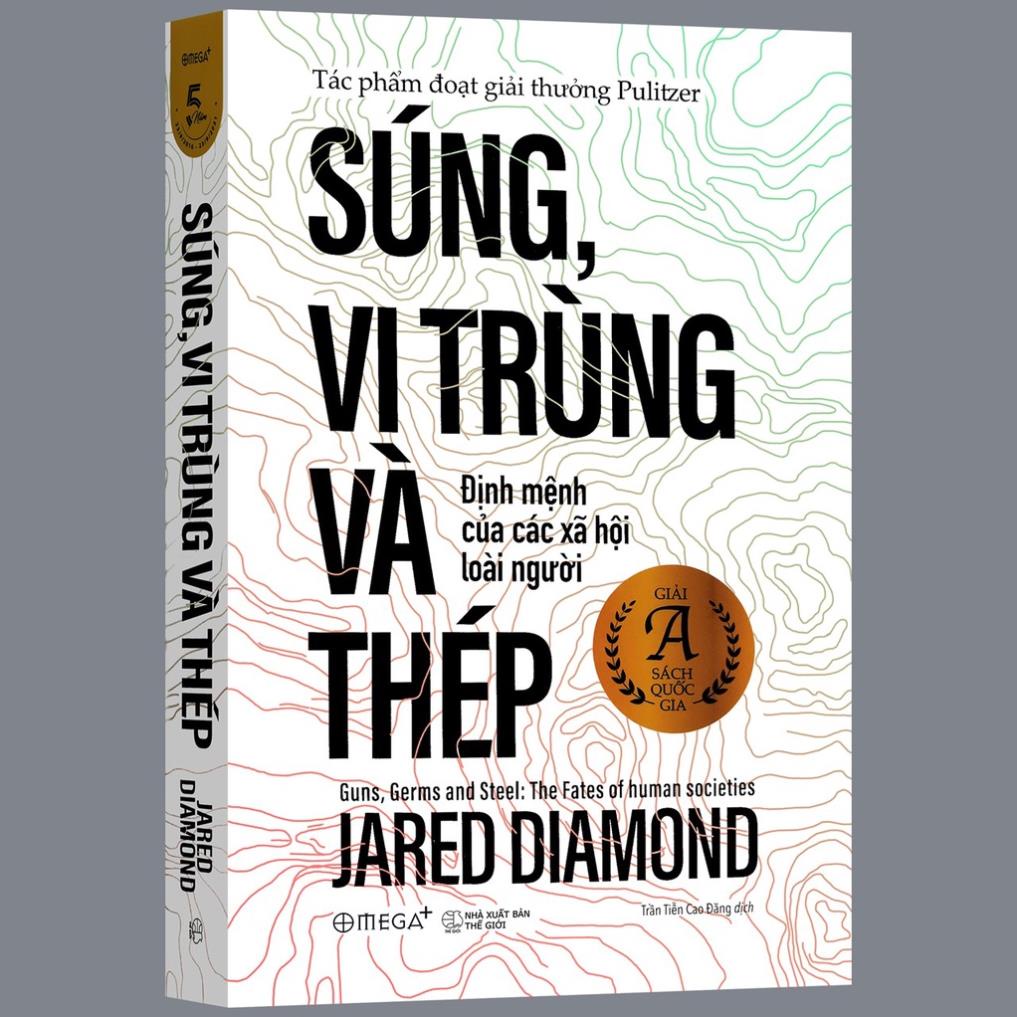 OMEGA+
5
Năm
SÚNG, VI TRÙNG VÀ THÉP
JARED
DIAMOND
Tác phẩm đoạt giải thưởng Pulitzer
SÚNG,
VI TRÙNG
VÀ
Định mệnh
của các xã hội
loài người
THÉP
GIẢI
A
SÁCH
QUỐC
GIA
Guns, Germs and Steel: The Fates of human societies
JARED DIAMOND
OMEGA+
NHÀ XUẤT BẢN
THẾ GIỚI
Trần Tiễn Cao Đăng dịch